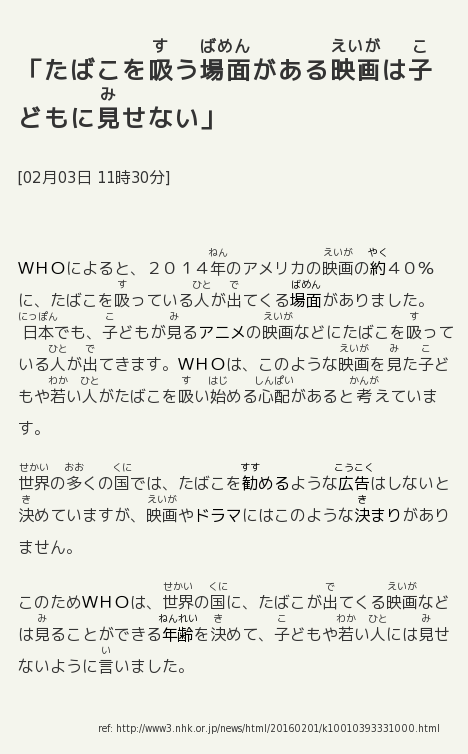 「たばこを吸う場面がある映画は子
どもに見せない」
[02月03日 11時30分]
WHOによると、２０１４年のアメリカの映画の約４０％
に、たばこを吸っている人が出てくる場面がありました。
日本でも、子どもが見るアニメの映画などにたばこを吸って
いる人が出てきます。WHOは、このような映画を見た子ど
もや若い人がたばこを吸い始める心配があると考えていま
す。
世界の多くの国では、たばこを勧めるような広告はしないと
決めていますが、映画やドラマにはこのような決まりがあり
ません。
このためWHOは、世界の国に、たばこが出てくる映画など
は見ることができる年齢を決めて、子どもや若い人には見せ
ないように言いました。
ref: http://www3.nhk.or.jp/news/html/20160201/k10010393331000.html